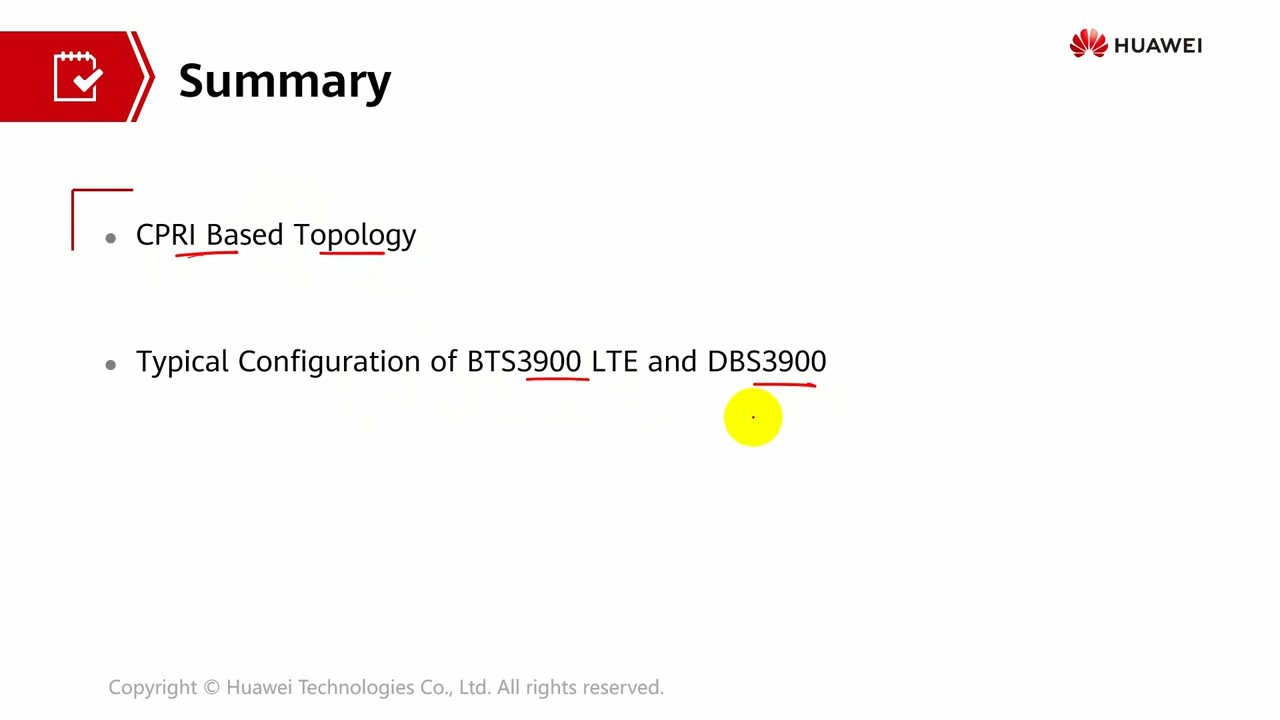 HUAWEI
Summary
CPRI Based Topology
Typical Configuration of BTS3900 LTE and DBS3900
Copyright © Huawei Technologies Co., Ltd. All rights reserved.